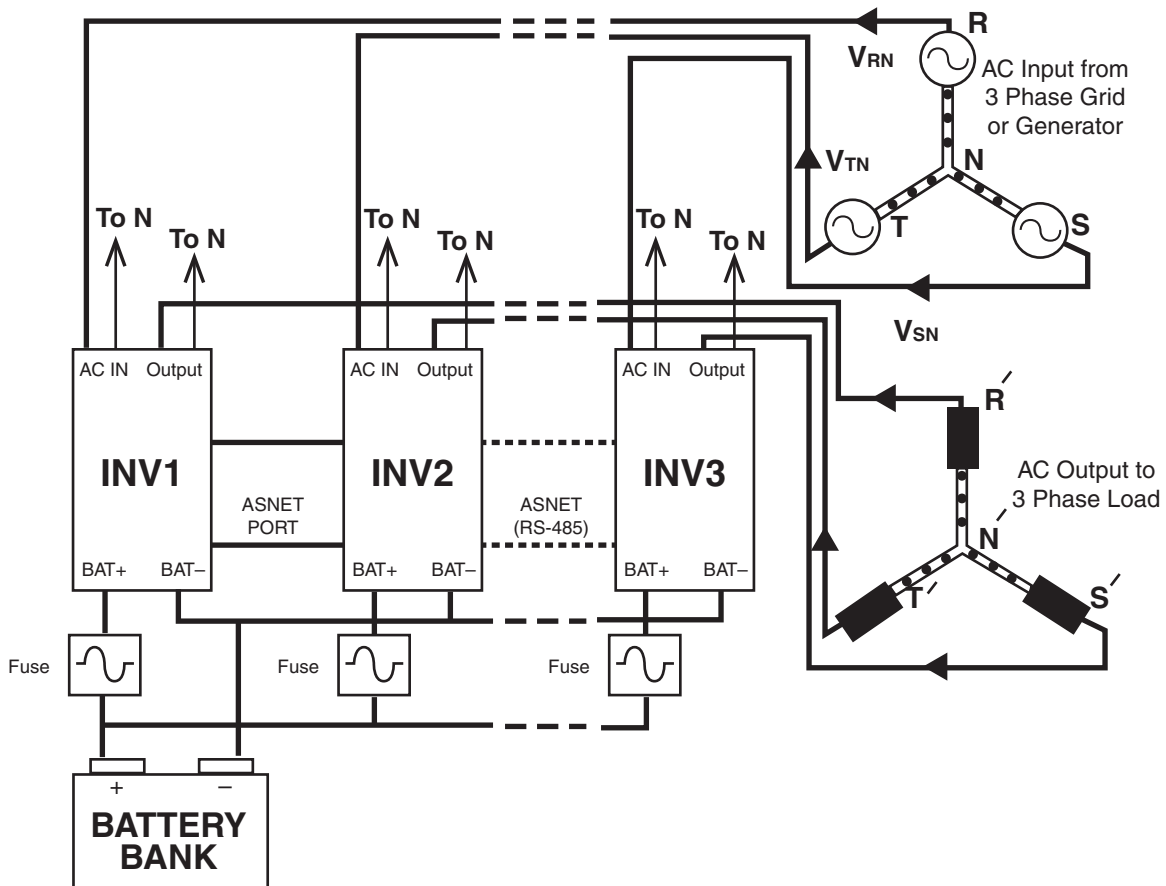 R
VRN
AC Input from
3 Phase Grid
or Generator
VTN
N
T
S
To N
To N
To N
To N
To N
To N
VSN
AC IN
Output
AC IN
Output
AC IN
Output
R′
INV1
INV2
INV3
AC Output to
3 Phase Load
ASNET
PORT
ASNET
(RS-485)
N′
BAT+
BAT–
BAT+
BAT–
BAT+
BAT–
T′
S′
Fuse
Fuse
Fuse
+
–
BATTERY
BANK